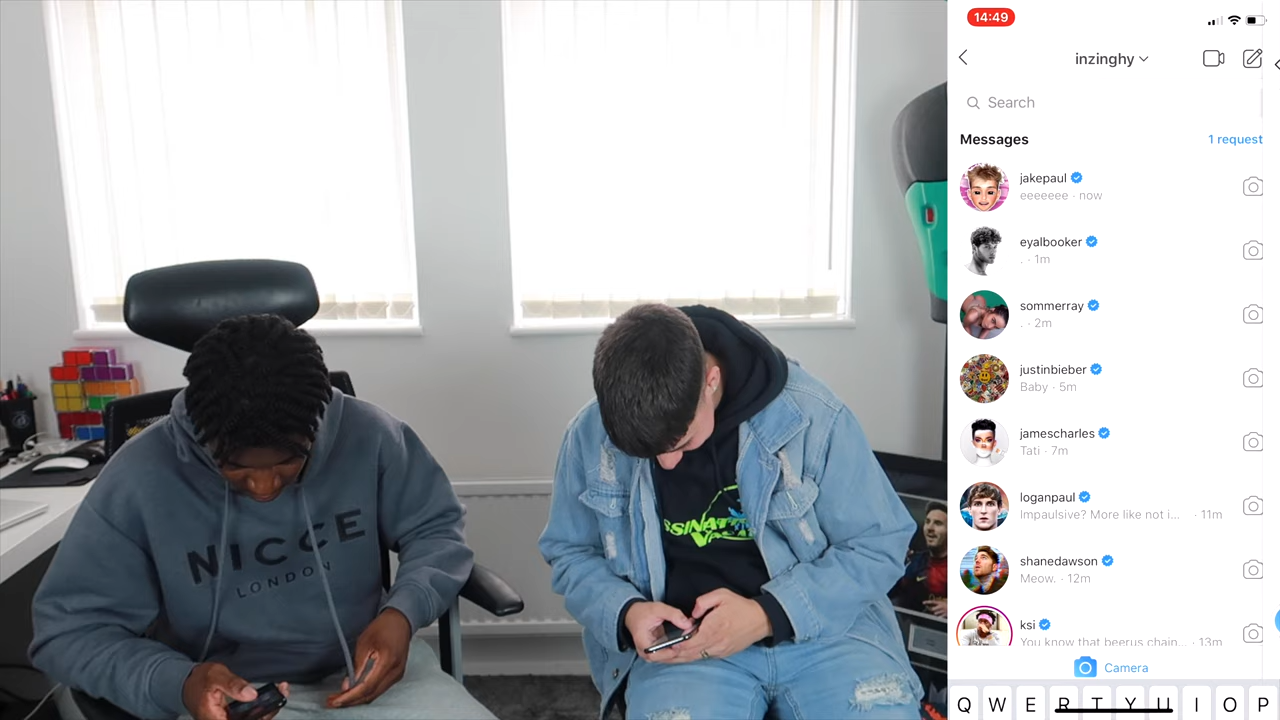 14:49
inzinghy
Search
Messages
1 request
jakepaul
eeeeeee · now
eyalbooker
. · 1m
sommerray
. · 2m
justinbieber
Baby · 5m
jamescharles
Tati · 7m
loganpaul
Impaulsive? More like not i... · 11m
shanedawson
Meow. · 12m
ksi
You know that beerus chain... · 13m
Camera
Q W E R T Y U I O P
NICCE
LONDON